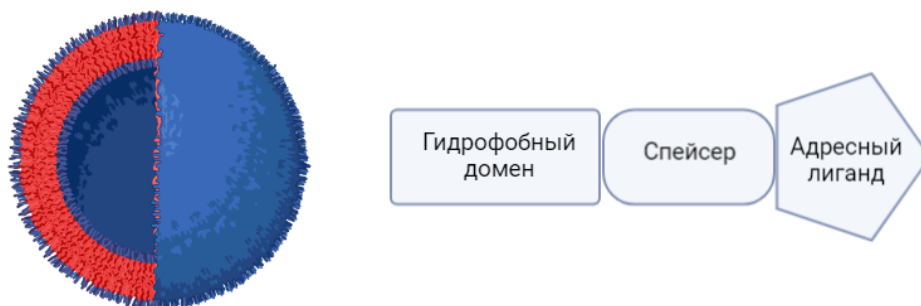 Гидрофобный
домен
Спейсер
Адресный
лиганд